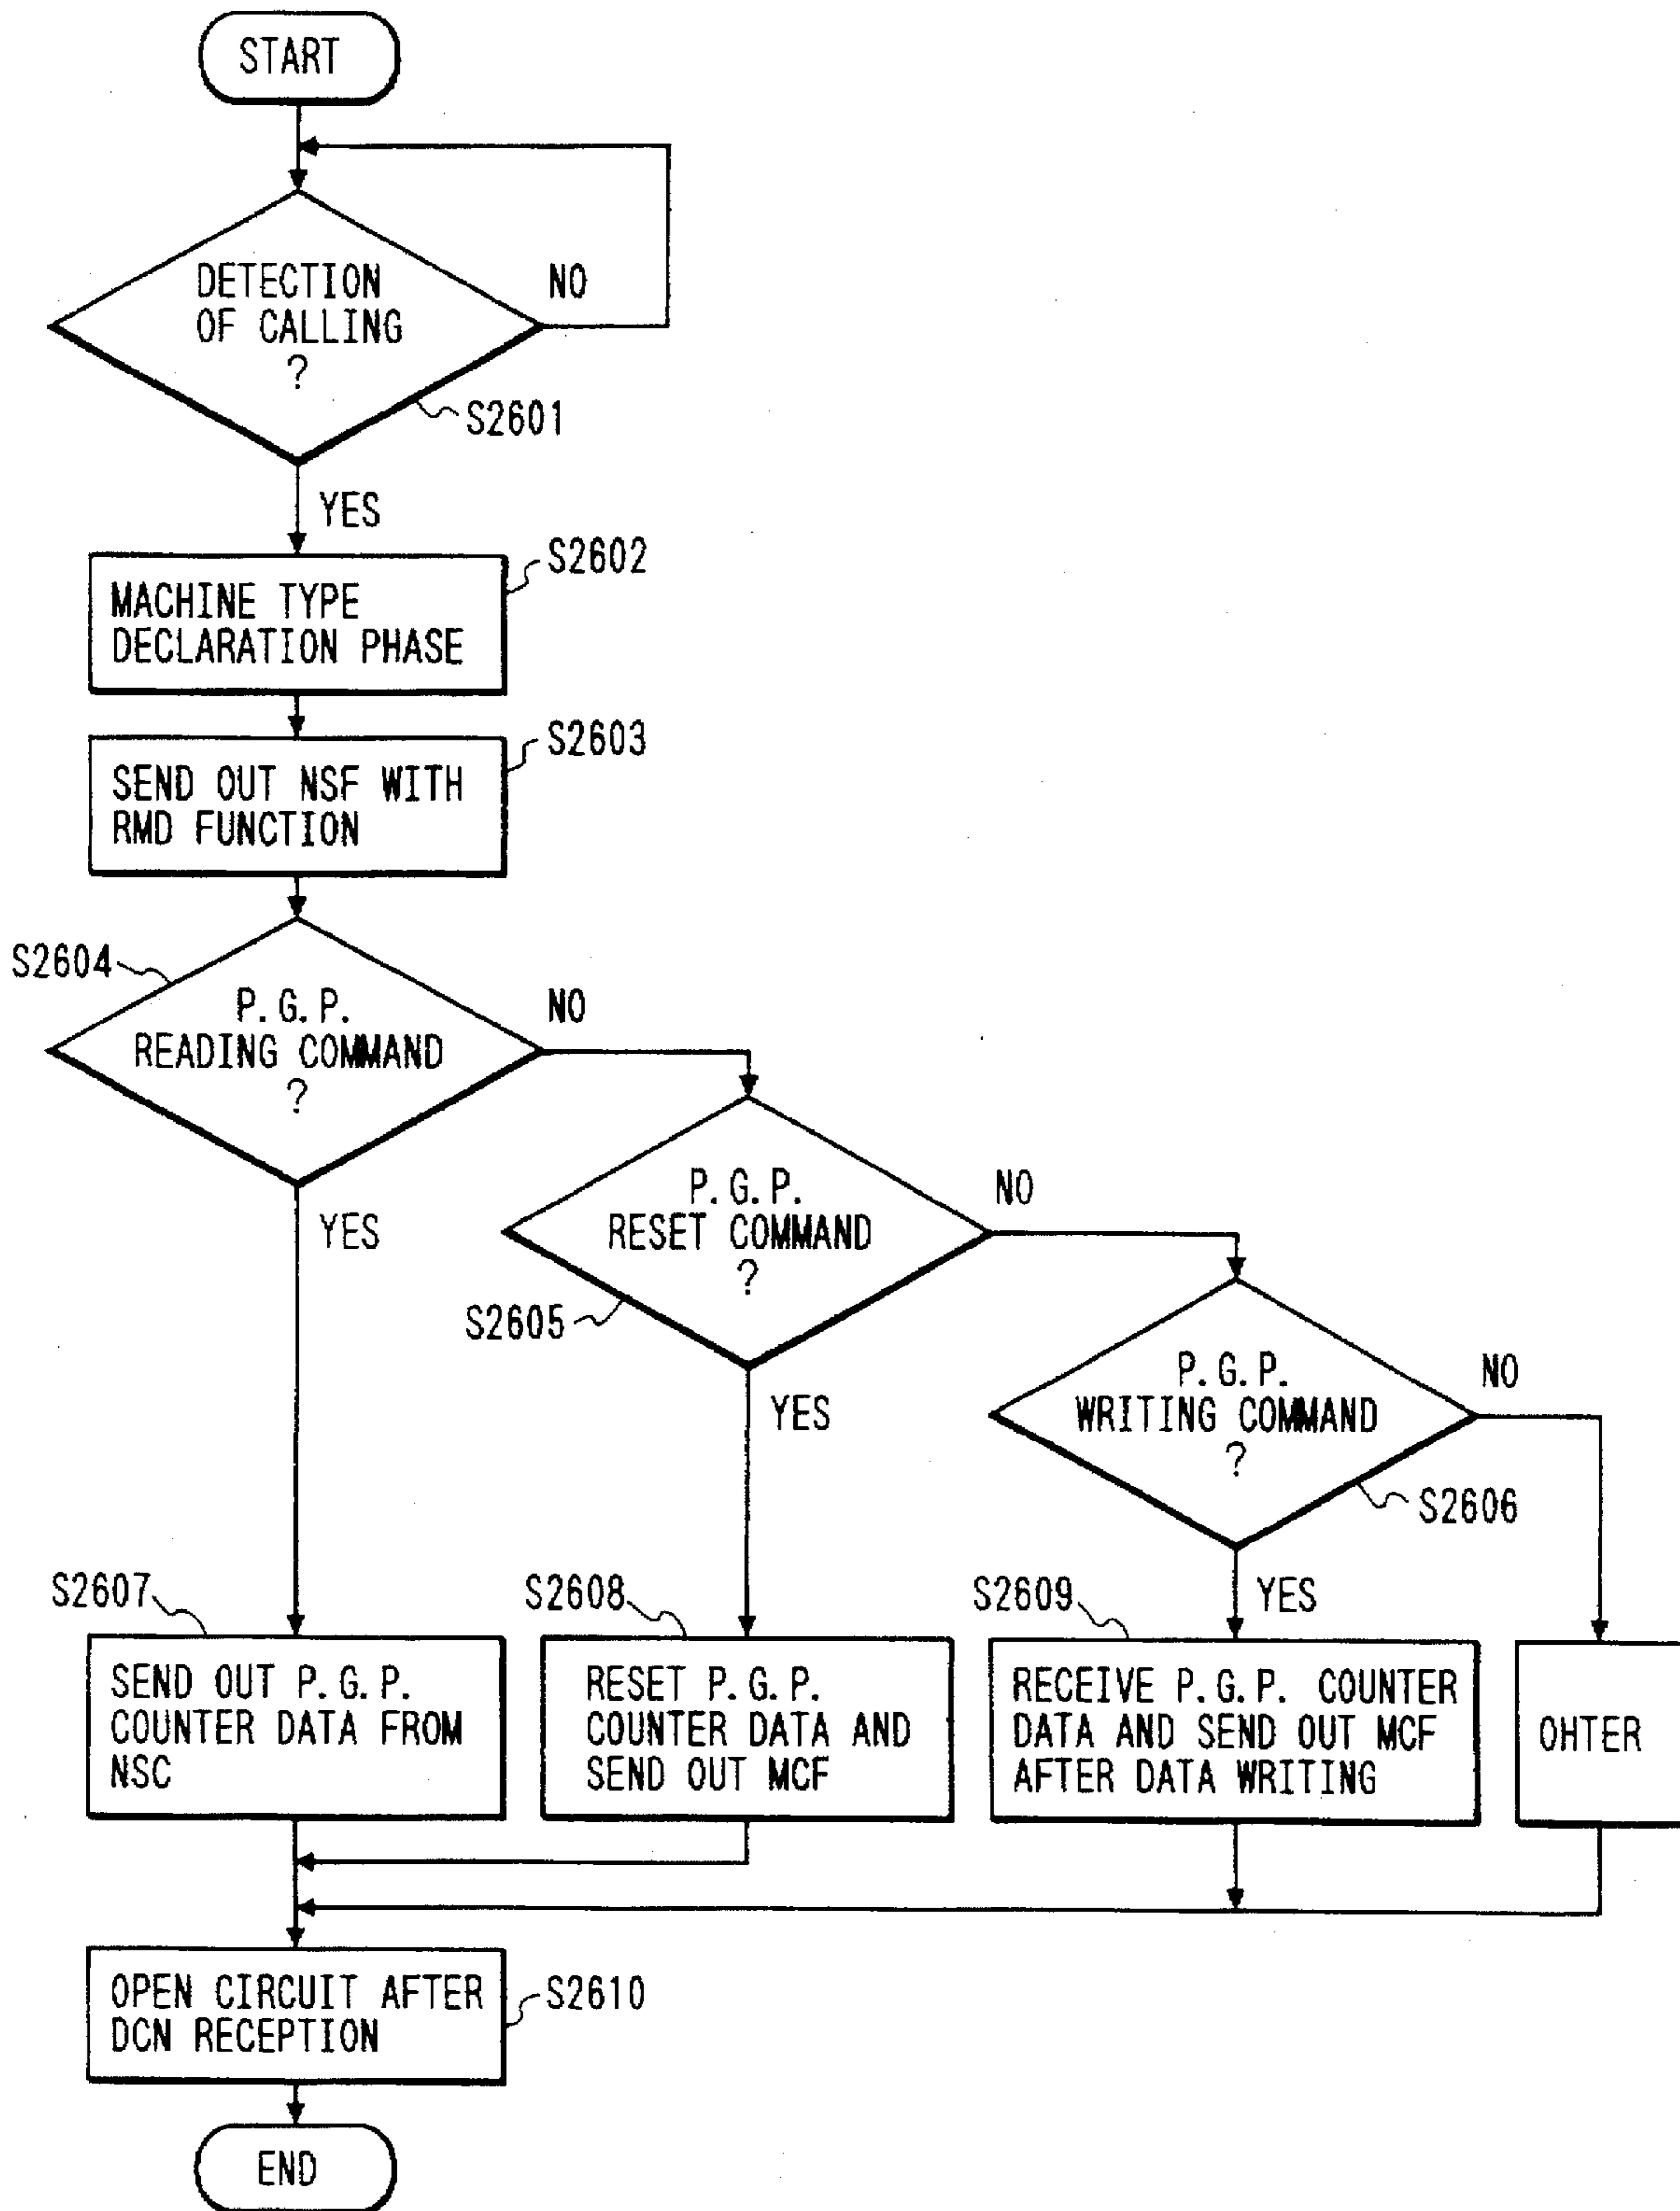 START
DETECTION
OF CALLING
?
NO
S2601
YES
S2602
MACHINE TYPE
DECLARATION PHASE
S2603
SEND OUT NSF WITH
RMD FUNCTION
S2604
P.G.P.
READING COMMAND
?
NO
YES
P.G.P.
RESET COMMAND
?
NO
S2605
YES
P.G.P.
WRITING COMMAND
?
NO
S2606
YES
S2607
SEND OUT P.G.P.
COUNTER DATA FROM
NSC
S2608
RESET P.G.P.
COUNTER DATA AND
SEND OUT MCF
S2609
RECEIVE P.G.P. COUNTER
DATA AND SEND OUT MCF
AFTER DATA WRITING
OHTER
OPEN CIRCUIT AFTER
DCN RECEPTION
S2610
END